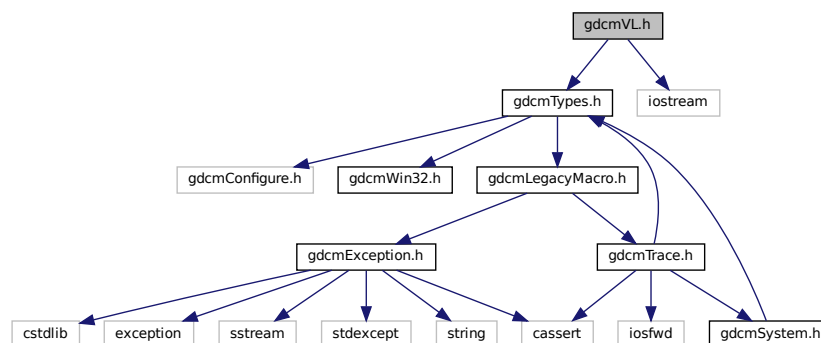 gdcmVL.h
gdcmTypes.h
iostream
gdcmConfigure.h
gdcmWin32.h
gdcmLegacyMacro.h
gdcmException.h
gdcmTrace.h
cstdlib
exception
sstream
stdexcept
string
cassert
iosfwd
gdcmSystem.h